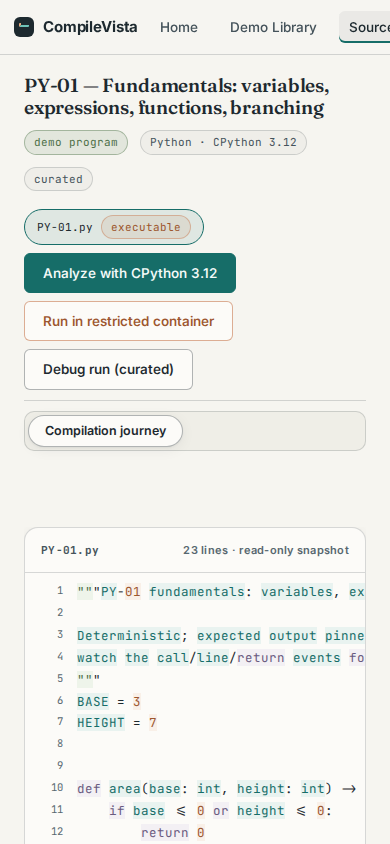 CompileVista Home Demo Library Source
PY-01 — Fundamentals: variables,
expressions, functions, branching
demo program Python · CPython 3.12
curated
PY-01.py executable
Analyze with CPython 3.12
Run in restricted container
Debug run (curated)
Compilation journey
PY-01.py 23 lines · read-only snapshot
1 """PY-01 fundamentals: variables, ex
2
3 Deterministic; expected output pinne
4 watch the call/line/return events fo
5 """
6 BASE = 3
7 HEIGHT = 7
8
9
10 def area(base: int, height: int) →
11 if base ≤ 0 or height ≤ 0:
12 return 0